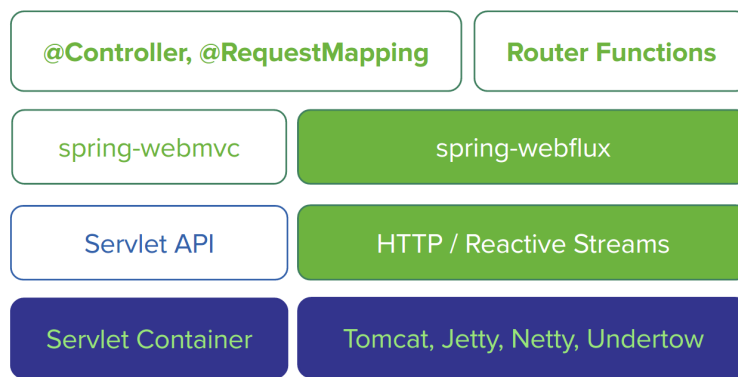 @Controller, @RequestMapping
Router Functions
spring-webmvc
spring-webflux
Servlet API
HTTP / Reactive Streams
Servlet Container
Tomcat, Jetty, Netty, Undertow